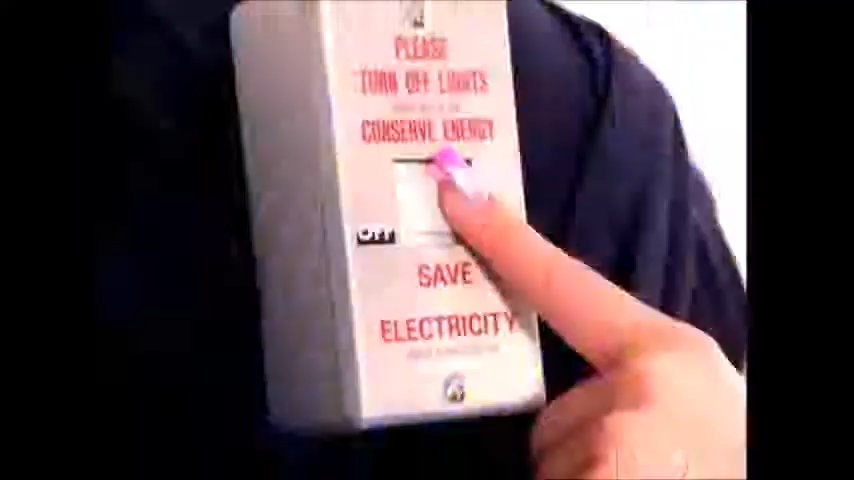 PLEASE
TURN OFF LIGHTS
CONSERVE ENERGY
OFF
SAVE
ELECTRICITY